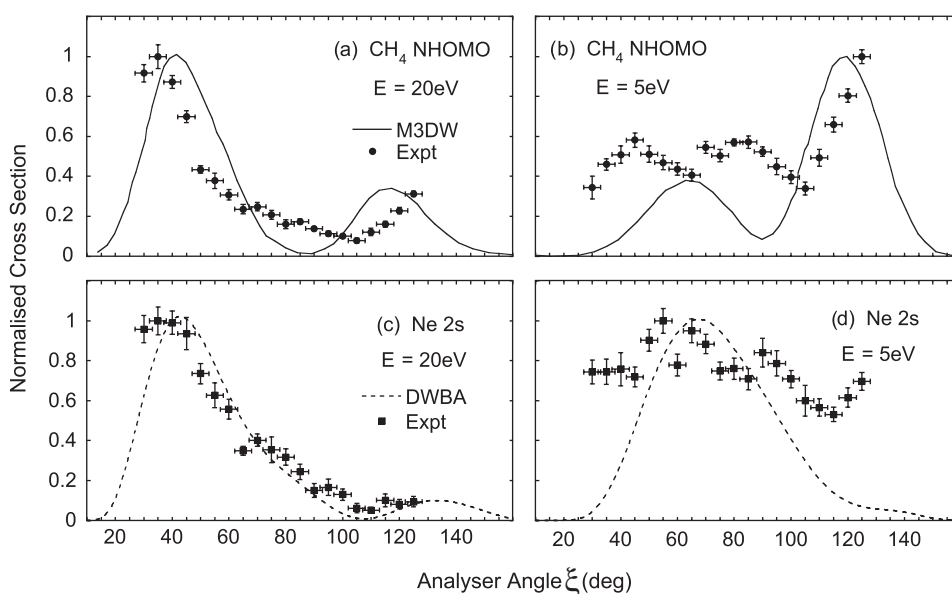 Normalised Cross Section
(a) CH4 NHOMO
E = 20eV
M3DW
Expt
1
0.8
0.6
0.4
0.2
0
(b) CH4 NHOMO
E = 5eV
(c) Ne 2s
E = 20eV
DWBA
Expt
1
0.8
0.6
0.4
0.2
0
(d) Ne 2s
E = 5eV
20 40 60 80 100 120 140
20 40 60 80 100 120 140
Analyser Angle ξ (deg)